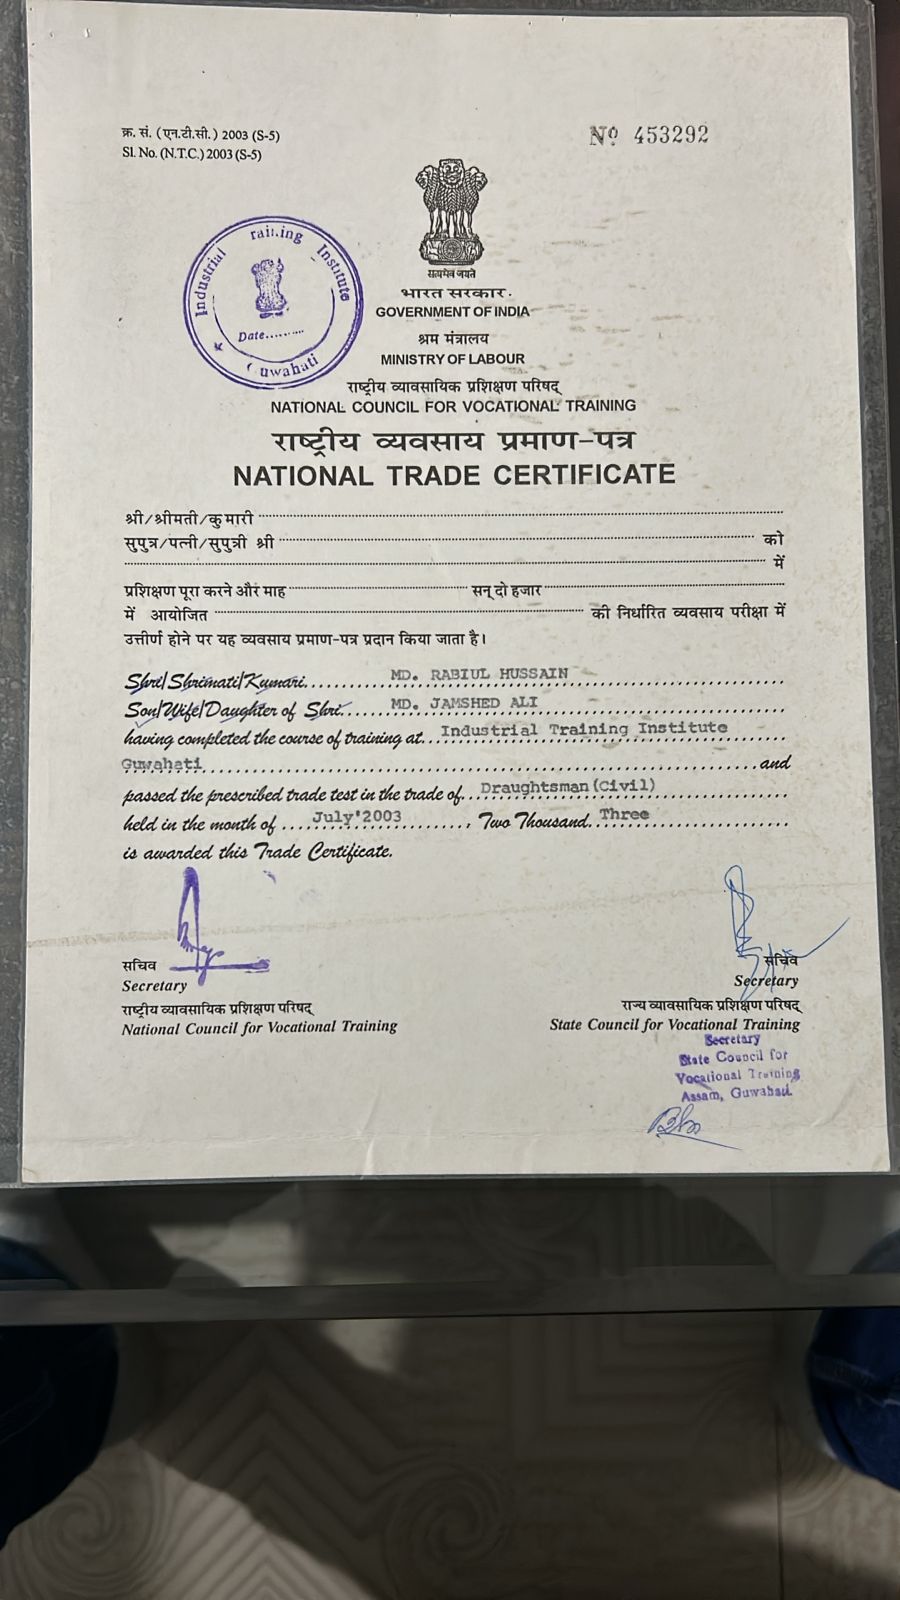 क्र. सं. (एन.टी.सी.) 2003 (S-5)
Sl. No. (N.T.C.) 2003 (S-5)
Nº 453292
Industrial raining Institute
Date.........
uwahati
सत्यमेव जयते
भारत सरकार
GOVERNMENT OF INDIA
श्रम मंत्रालय
MINISTRY OF LABOUR
राष्ट्रीय व्यावसायिक प्रशिक्षण परिषद्
NATIONAL COUNCIL FOR VOCATIONAL TRAINING
राष्ट्रीय व्यवसाय प्रमाण-पत्र
NATIONAL TRADE CERTIFICATE
श्री/श्रीमती/कुमारी
सुपुत्र/पत्नी/सुपुत्री श्री को
में
प्रशिक्षण पूरा करने और माह सन् दो हजार
में आयोजित की निर्धारित व्यवसाय परीक्षा में
उत्तीर्ण होने पर यह व्यवसाय प्रमाण-पत्र प्रदान किया जाता है।
Shri/Shrimati/Kumari MD. RABIUL HUSSAIN
Son/Wife/Daughter of Shri MD. JAMSHED ALI
having completed the course of training at Industrial Training Institute
Guwahati and
passed the prescribed trade test in the trade of Draughtsman (Civil)
held in the month of July'2003, Two Thousand Three
is awarded this Trade Certificate.
सचिव
Secretary
राष्ट्रीय व्यावसायिक प्रशिक्षण परिषद्
National Council for Vocational Training
सचिव
Secretary
राज्य व्यावसायिक प्रशिक्षण परिषद्
State Council for Vocational Training
Secretary
State Council for
Vocational Training
Assam, Guwahati.